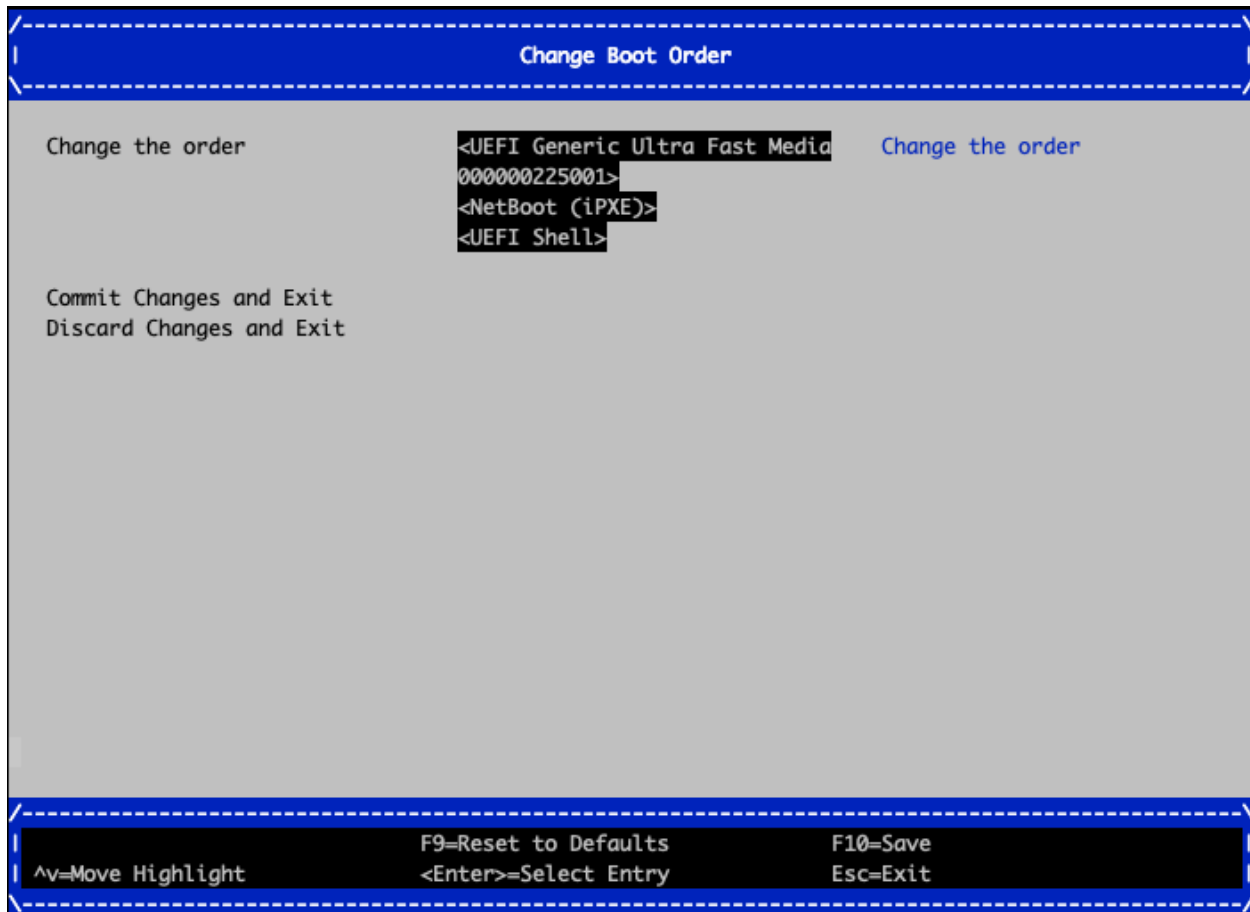 Change Boot Order
Change the order <UEFI Generic Ultra Fast Media Change the order
000000225001>
<NetBoot (iPXE)>
<UEFI Shell>
Commit Changes and Exit
Discard Changes and Exit
F9=Reset to Defaults F10=Save
^v=Move Highlight <Enter>=Select Entry Esc=Exit